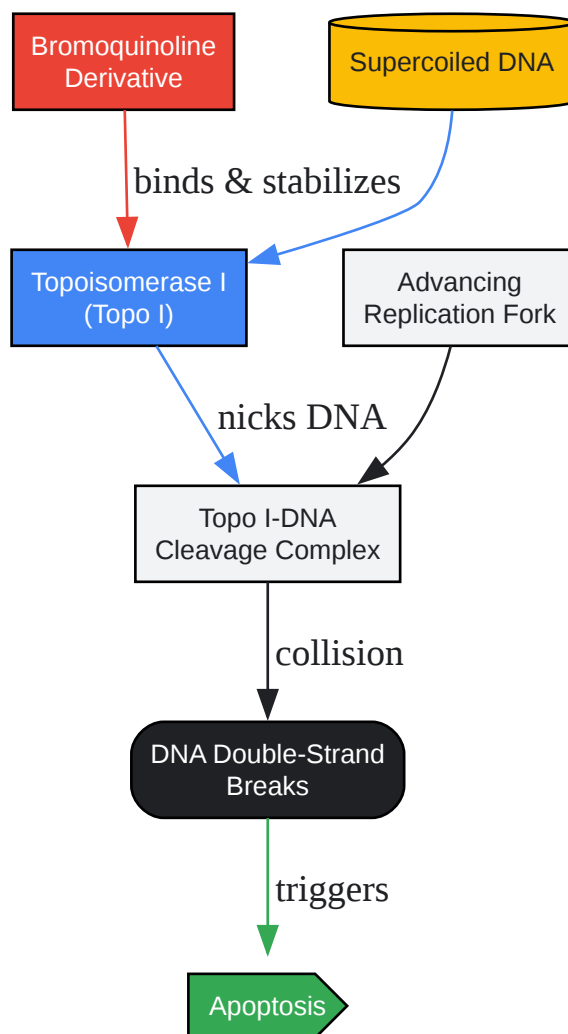 Bromoquinoline
Derivative
Supercoiled DNA
binds & stabilizes
Topoisomerase I
(Topo I)
Advancing
Replication Fork
nicks DNA
Topo I-DNA
Cleavage Complex
collision
DNA Double-Strand
Breaks
triggers
Apoptosis